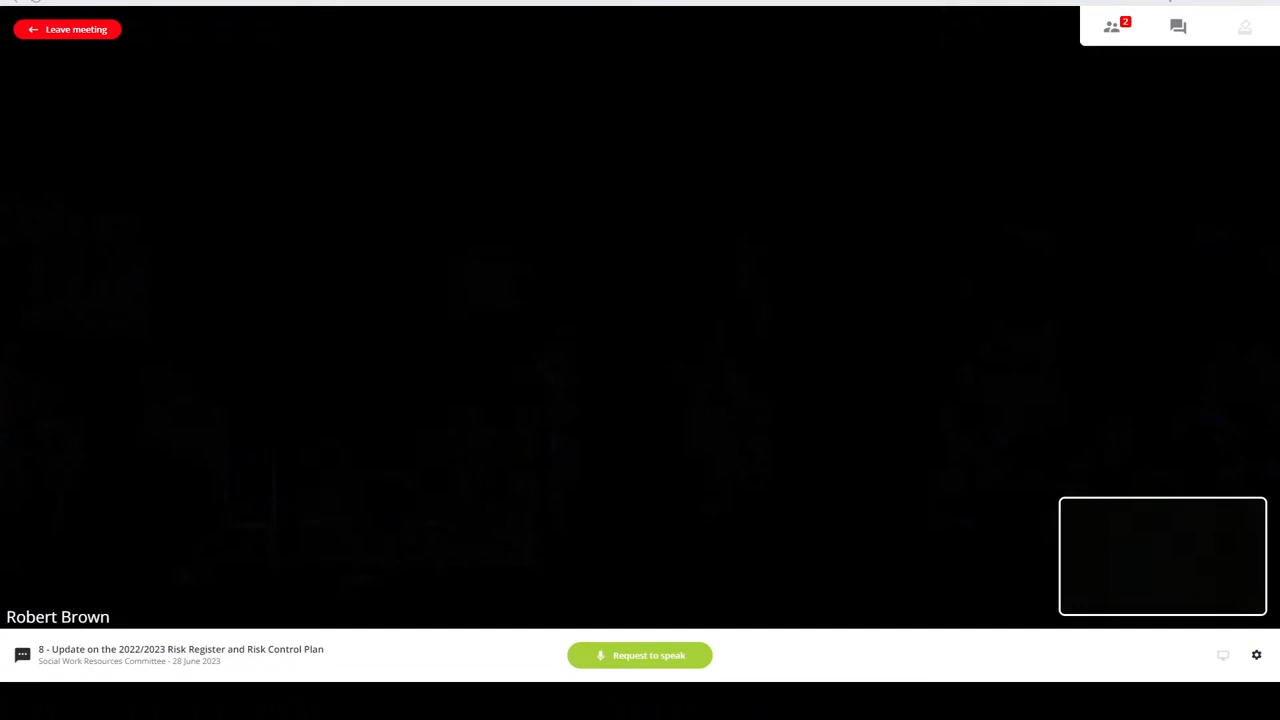 Leave meeting
2
Robert Brown
8 - Update on the 2022/2023 Risk Register and Risk Control Plan
Social Work Resources Committee - 28 June 2023
Request to speak